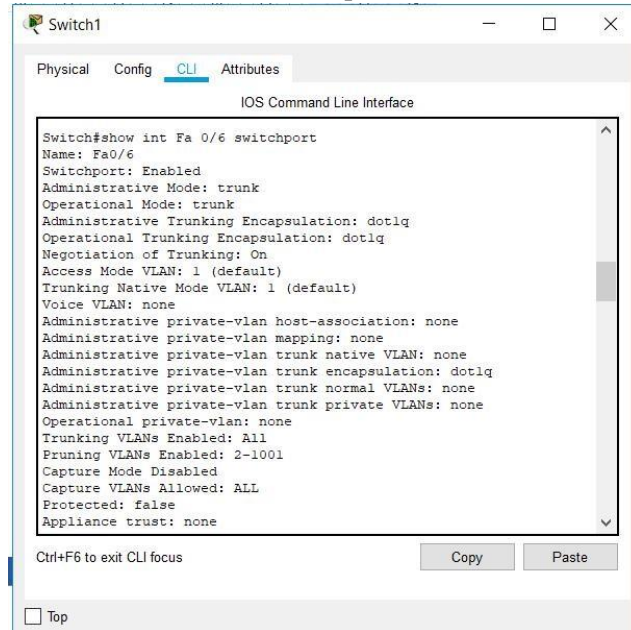 Switch1
Physical Config CLI Attributes
IOS Command Line Interface
Switch#show int Fa 0/6 switchport
Name: Fa0/6
Switchport: Enabled
Administrative Mode: trunk
Operational Mode: trunk
Administrative Trunking Encapsulation: dot1q
Operational Trunking Encapsulation: dot1q
Negotiation of Trunking: On
Access Mode VLAN: 1 (default)
Trunking Native Mode VLAN: 1 (default)
Voice VLAN: none
Administrative private-vlan host-association: none
Administrative private-vlan mapping: none
Administrative private-vlan trunk native VLAN: none
Administrative private-vlan trunk encapsulation: dot1q
Administrative private-vlan trunk normal VLANs: none
Administrative private-vlan trunk private VLANs: none
Operational private-vlan: none
Trunking VLANs Enabled: All
Pruning VLANs Enabled: 2-1001
Capture Mode Disabled
Capture VLANs Allowed: ALL
Protected: false
Appliance trust: none
Ctrl+F6 to exit CLI focus Copy Paste
Top